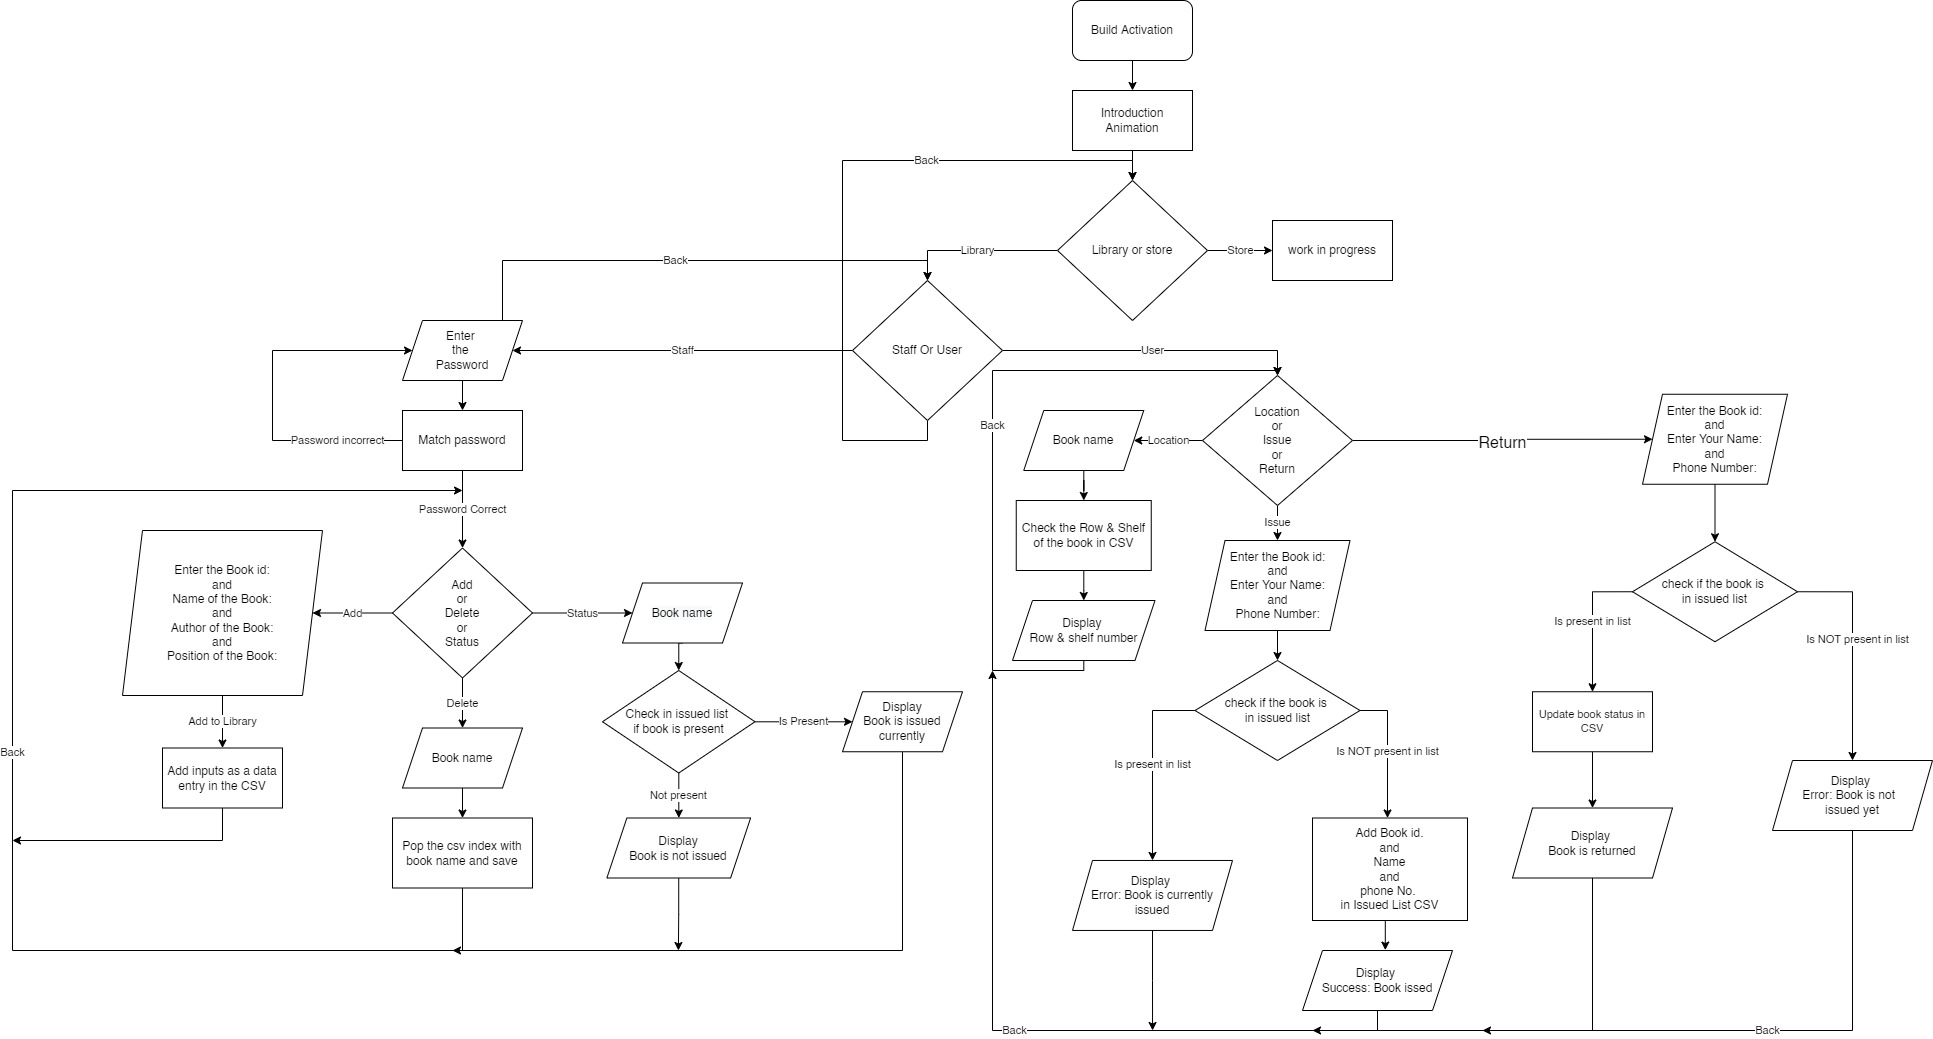 Build Activation
Introduction
Animation
Back
Library or store
Library
Store
work in progress
Back
Enter
the
Password
Staff
Staff Or User
User
Match password
Password incorrect
Password Correct
Back
Location
or
Issue
or
Return
Location
Book name
Return
Enter the Book id:
and
Enter Your Name:
and
Phone Number:
Check the Row & Shelf
of the book in CSV
Display
Row & shelf number
Issue
Enter the Book id:
and
Enter Your Name:
and
Phone Number:
check if the book is
in issued list
Is present in list
Is NOT present in list
Enter the Book id:
and
Name of the Book:
and
Author of the Book:
and
Position of the Book:
Add
Add
or
Delete
or
Status
Status
Book name
Add to Library
Delete
Check in issued list
if book is present
Is Present
Display
Book is issued
currently
Back
Add inputs as a data
entry in the CSV
Book name
Not present
Pop the csv index with
book name and save
Display
Book is not issued
check if the book is
in issued list
Is present in list
Is NOT present in list
Update book status in
CSV
Display
Error: Book is not
issued yet
Display
Book is returned
Display
Error: Book is currently
issued
Add Book id.
and
Name
and
phone No.
in Issued List CSV
Display
Success: Book issed
Back
Back